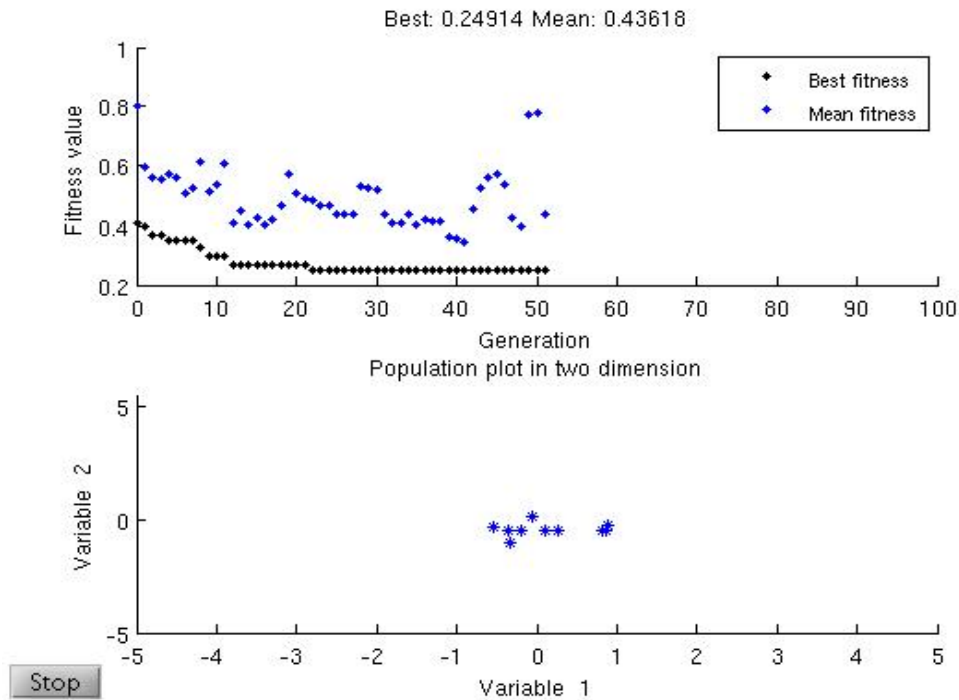 Best: 0.24914 Mean: 0.43618
1
0.8
0.6
0.4
0.2
Fitness value
Best fitness
Mean fitness
0 10 20 30 40 50 60 70 80 90 100
Generation
Population plot in two dimension
5
0
-5
Variable 2
-5 -4 -3 -2 -1 0 1 2 3 4 5
Variable 1
Stop